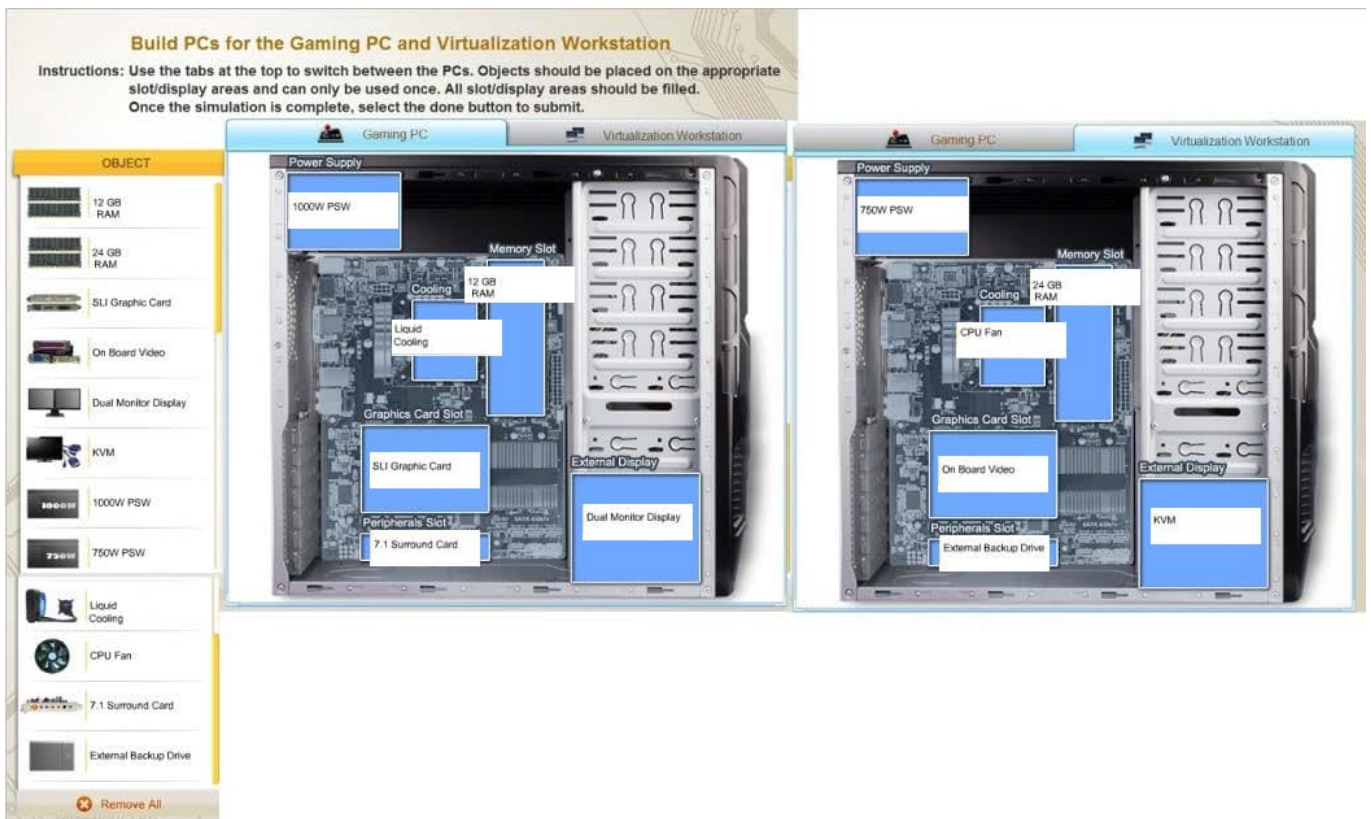 Build PCs for the Gaming PC and Virtualization Workstation
Instructions: Use the tabs at the top to switch between the PCs. Objects should be placed on the appropriate
slot/display areas and can only be used once. All slot/display areas should be filled.
Once the simulation is complete, select the done button to submit.
OBJECT
12 GB
RAM
24 GB
RAM
SLI Graphic Card
On Board Video
Dual Monitor Display
KVM
1000W
1000W PSW
750W
750W PSW
Liquid
Cooling
CPU Fan
7.1 Surround Card
External Backup Drive
Remove All
Gaming PC
Virtualization Workstation
Power Supply
1000W PSW
Memory Slot
12 GB
RAM
Cooling
Liquid
Cooling
Graphics Card Slot
SLI Graphic Card
External Display
Dual Monitor Display
Peripherals Slot
7.1 Surround Card
Gaming PC
Virtualization Workstation
Power Supply
750W PSW
Memory Slot
24 GB
RAM
Cooling
CPU Fan
Graphics Card Slot
On Board Video
External Display
KVM
Peripherals Slot
External Backup Drive